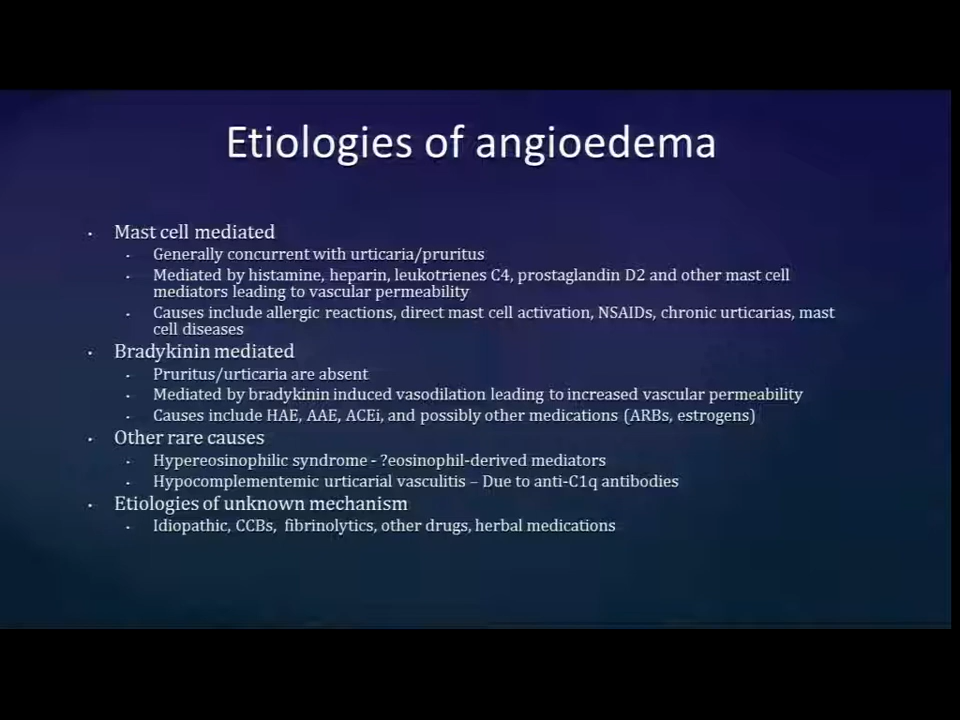 Etiologies of angioedema
• Mast cell mediated
• Generally concurrent with urticaria/pruritus
• Mediated by histamine, heparin, leukotrienes C4, prostaglandin D2 and other mast cell
mediators leading to vascular permeability
• Causes include allergic reactions, direct mast cell activation, NSAIDs, chronic urticarias, mast
cell diseases
• Bradykinin mediated
• Pruritus/urticaria are absent
• Mediated by bradykinin induced vasodilation leading to increased vascular permeability
• Causes include HAE, AAE, ACEi, and possibly other medications (ARBs, estrogens)
• Other rare causes
• Hypereosinophilic syndrome - ?eosinophil-derived mediators
• Hypocomplementemic urticarial vasculitis – Due to anti-C1q antibodies
• Etiologies of unknown mechanism
• Idiopathic, CCBs, fibrinolytics, other drugs, herbal medications